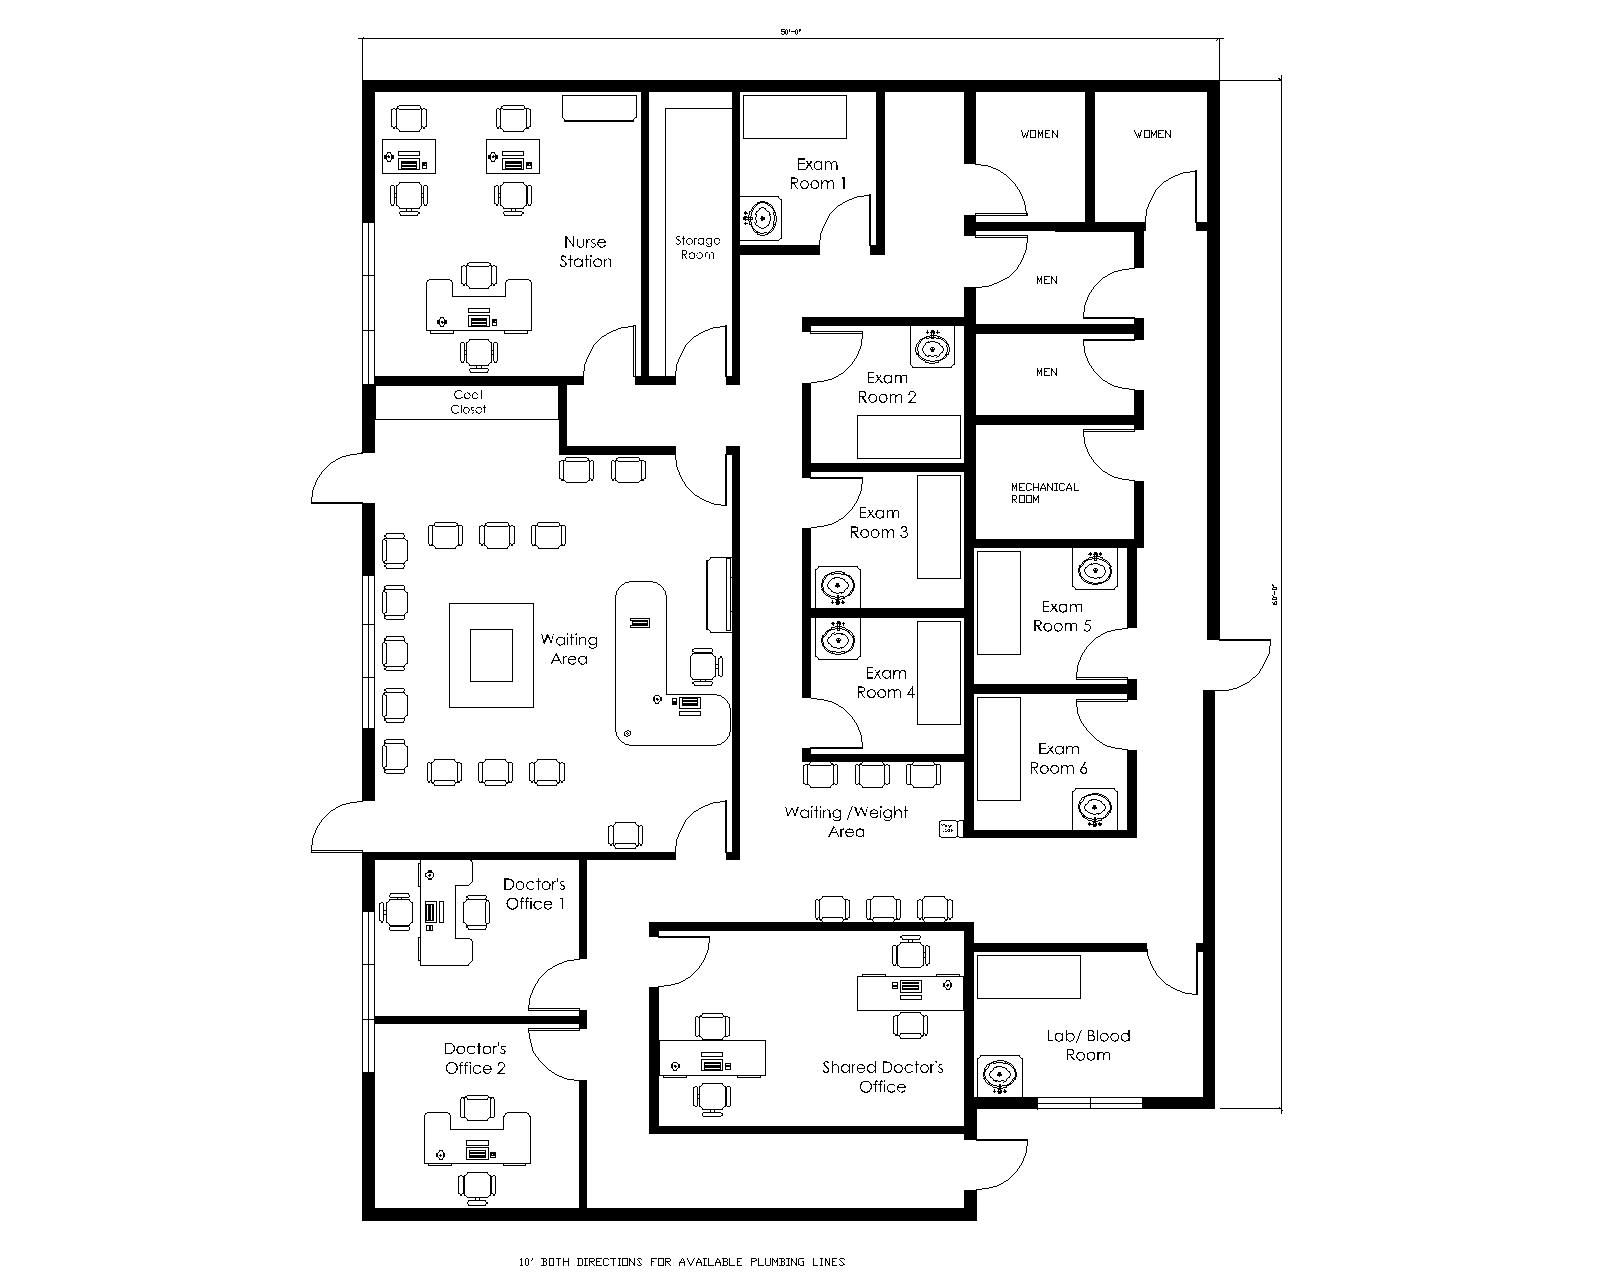 50'-0"
WOMEN
WOMEN
Exam
Room 1
Nurse
Station
Storage
Room
MEN
MEN
Exam
Room 2
Closet
MECHANICAL
ROOM
Exam
Room 3
60'-0"
Exam
Room 5
Waiting
Area
Exam
Room 4
Exam
Room 6
Waiting /Weight
Area
Doctor's
Office 1
Lab/ Blood
Room
Doctor's
Office 2
Shared Doctor's
Office
10' BOTH DIRECTIONS FOR AVAILABLE PLUMBING LINES